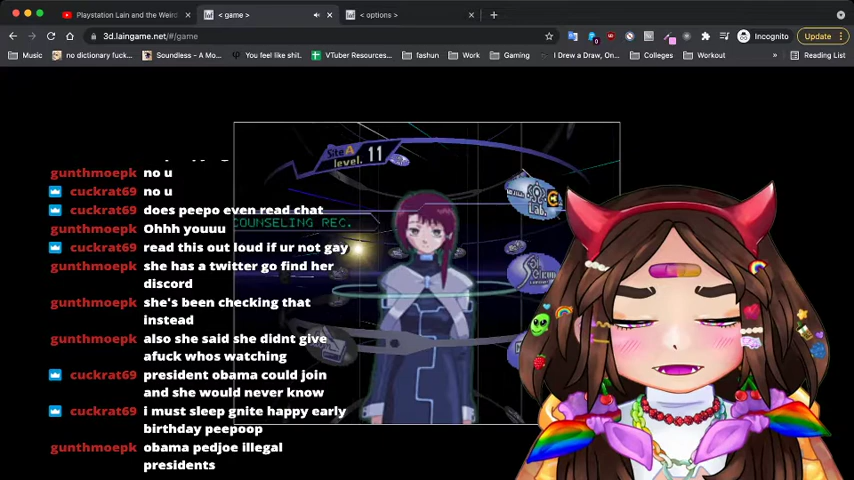 Playstation Lain and the Weird
< game >
< options >
3d.laingame.net/#/game
Incognito
Update
Music
no dictionary fuck...
Soundless - A Mo...
You feel like shit.
VTuber Resources...
fashun
Work
Gaming
I Drew a Draw, On...
Colleges
Workout
Reading List
Site A
level. 11
COUNSELING REC.
Lab.
gunthmoepk no u
cuckrat69 no u
cuckrat69 does peepo even read chat
gunthmoepk Ohhh youuu
cuckrat69 read this out loud if ur not gay
gunthmoepk she has a twitter go find her
discord
gunthmoepk she's been checking that
instead
gunthmoepk also she said she didnt give
afuck whos watching
cuckrat69 president obama could join
and she would never know
cuckrat69 i must sleep gnite happy early
birthday peepoop
gunthmoepk obama pedjoe illegal
presidents